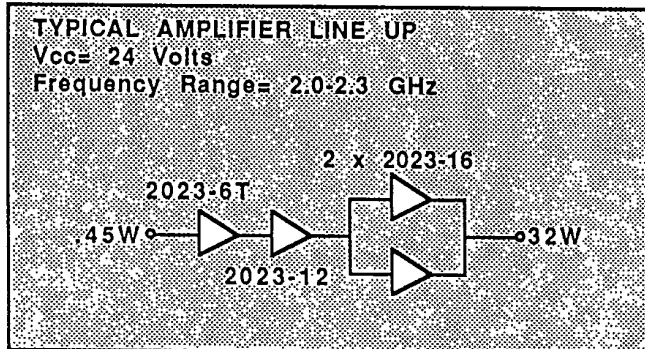 TYPICAL AMPLIFIER LINE UP
Vcc= 24 Volts
Frequency Range= 2.0-2.3 GHz
2 x 2023-16
2023-6T
.45W
32W
2023-12